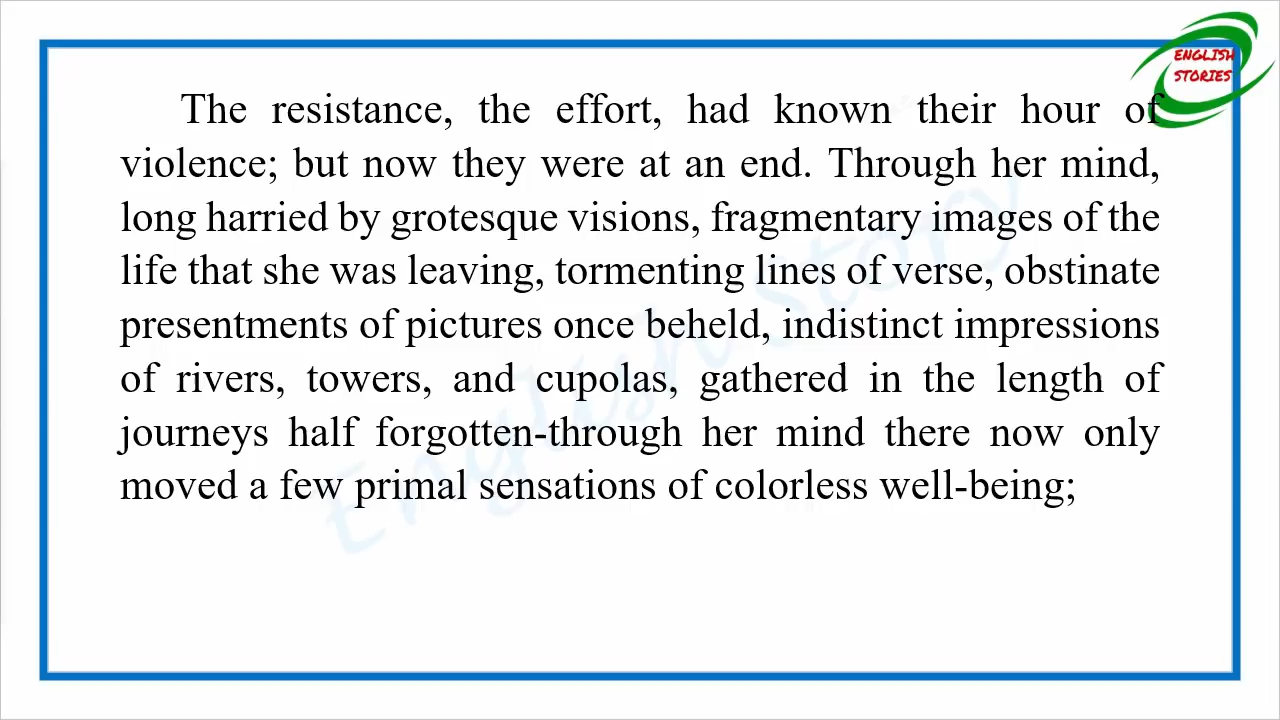 ENGLISH
STORIES
The resistance, the effort, had known their hour of
violence; but now they were at an end. Through her mind,
long harried by grotesque visions, fragmentary images of the
life that she was leaving, tormenting lines of verse, obstinate
presentments of pictures once beheld, indistinct impressions
of rivers, towers, and cupolas, gathered in the length of
journeys half forgotten-through her mind there now only
moved a few primal sensations of colorless well-being;
English Story